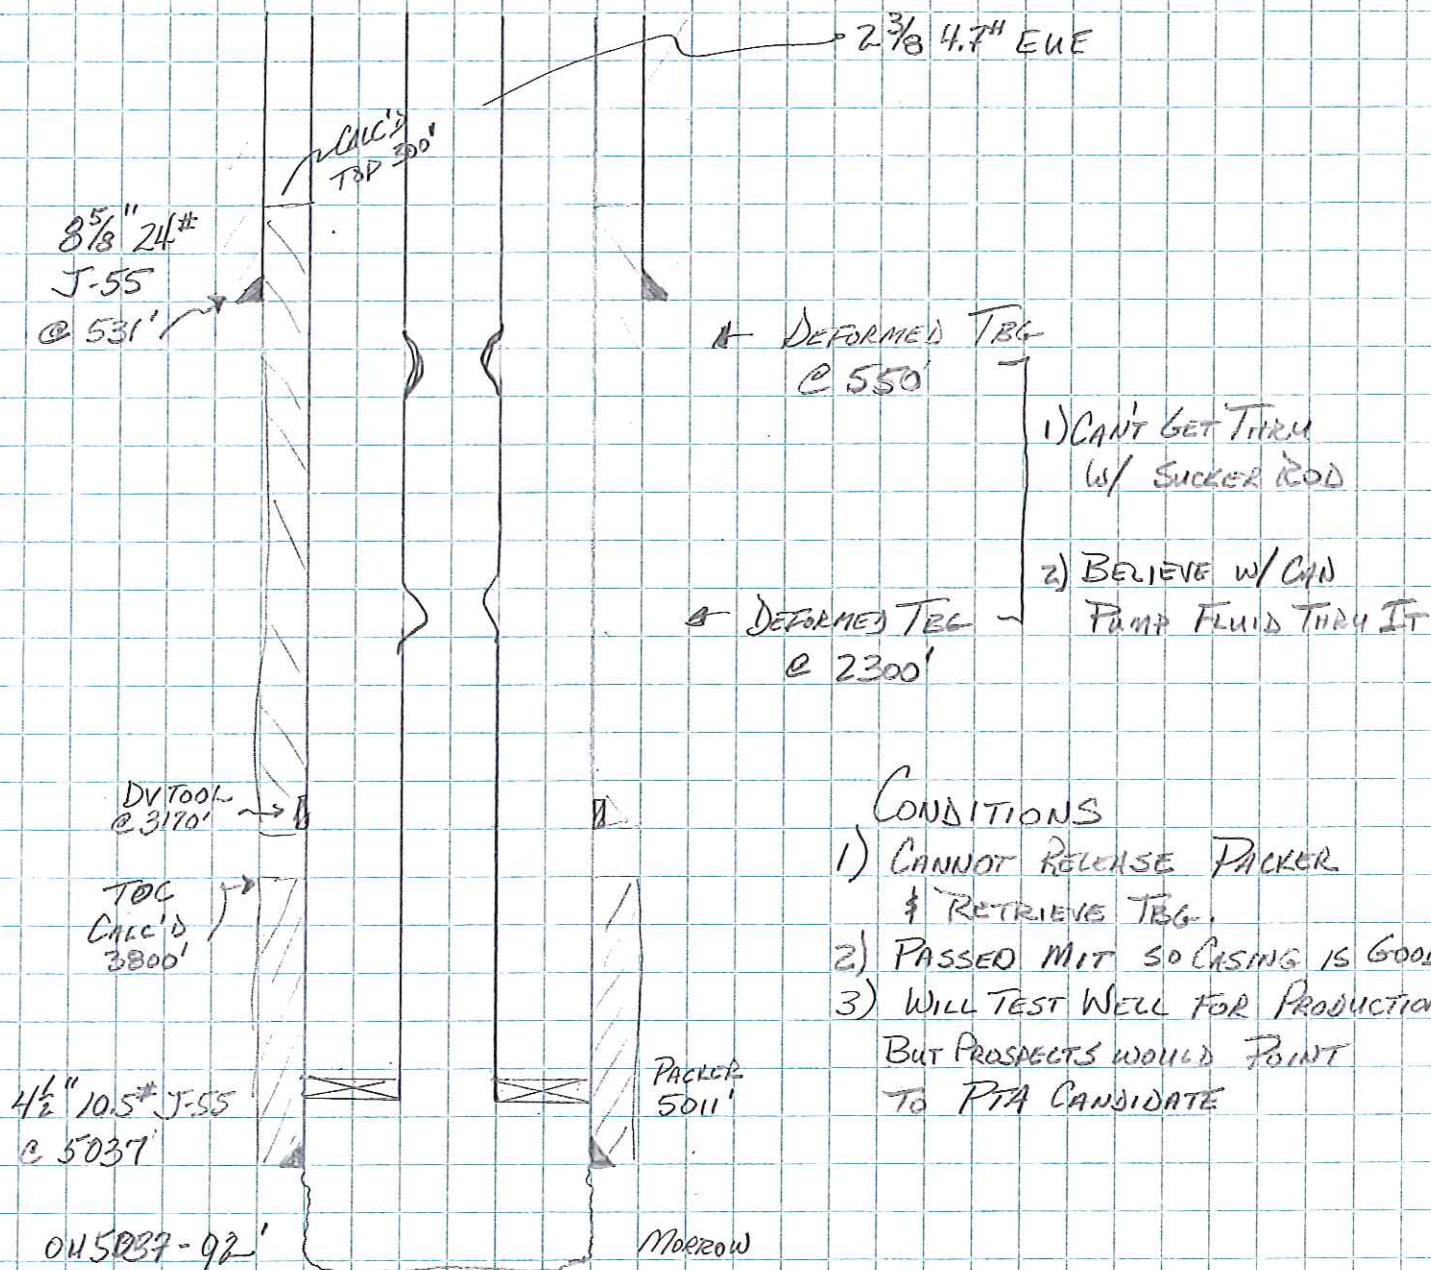 2 3/8 4.7# EUE
CALC'D
TOP 300'
8 5/8" 24#
J-55
@ 531'
DEFORMED TBG
@ 550'
1) CAN'T GET THRU
W/ SUCKER ROD
2) BELIEVE W/ CAN
PUMP FLUID THRU IT
DEFORMED TBG
@ 2300'
DV TOOL
@ 3170'
TOC
CALC'D
3800'
CONDITIONS
1) CANNOT RELEASE PACKER
& RETRIEVE TBG.
2) PASSED MIT SO CASING IS GOOD
3) WILL TEST WELL FOR PRODUCTION
BUT PROSPECTS WOULD POINT
TO PTA CANDIDATE
PACKER
5011'
4 1/2" 10.5# J-55
@ 5037'
OH 5037-92'
MORROW